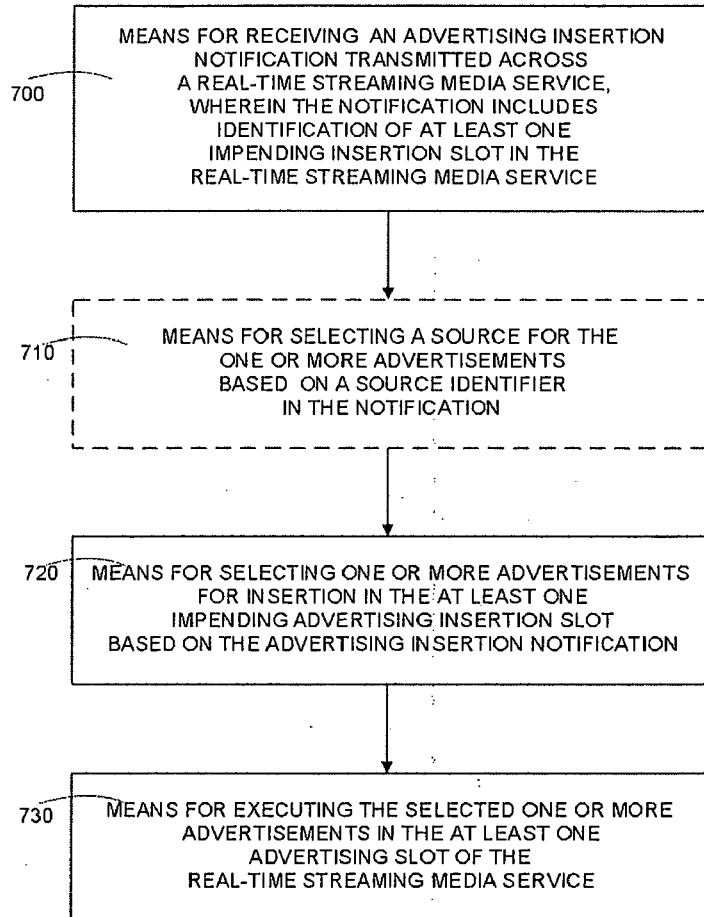 MEANS FOR RECEIVING AN ADVERTISING INSERTION
NOTIFICATION TRANSMITTED ACROSS
A REAL-TIME STREAMING MEDIA SERVICE,
WHEREIN THE NOTIFICATION INCLUDES
IDENTIFICATION OF AT LEAST ONE
IMPENDING INSERTION SLOT IN THE
REAL-TIME STREAMING MEDIA SERVICE
700
MEANS FOR SELECTING A SOURCE FOR THE
ONE OR MORE ADVERTISEMENTS
BASED ON A SOURCE IDENTIFIER
IN THE NOTIFICATION
710
MEANS FOR SELECTING ONE OR MORE ADVERTISEMENTS
FOR INSERTION IN THE AT LEAST ONE
IMPENDING ADVERTISING INSERTION SLOT
BASED ON THE ADVERTISING INSERTION NOTIFICATION
720
MEANS FOR EXECUTING THE SELECTED ONE OR MORE
ADVERTISEMENTS IN THE AT LEAST ONE
ADVERTISING SLOT OF THE
REAL-TIME STREAMING MEDIA SERVICE
730